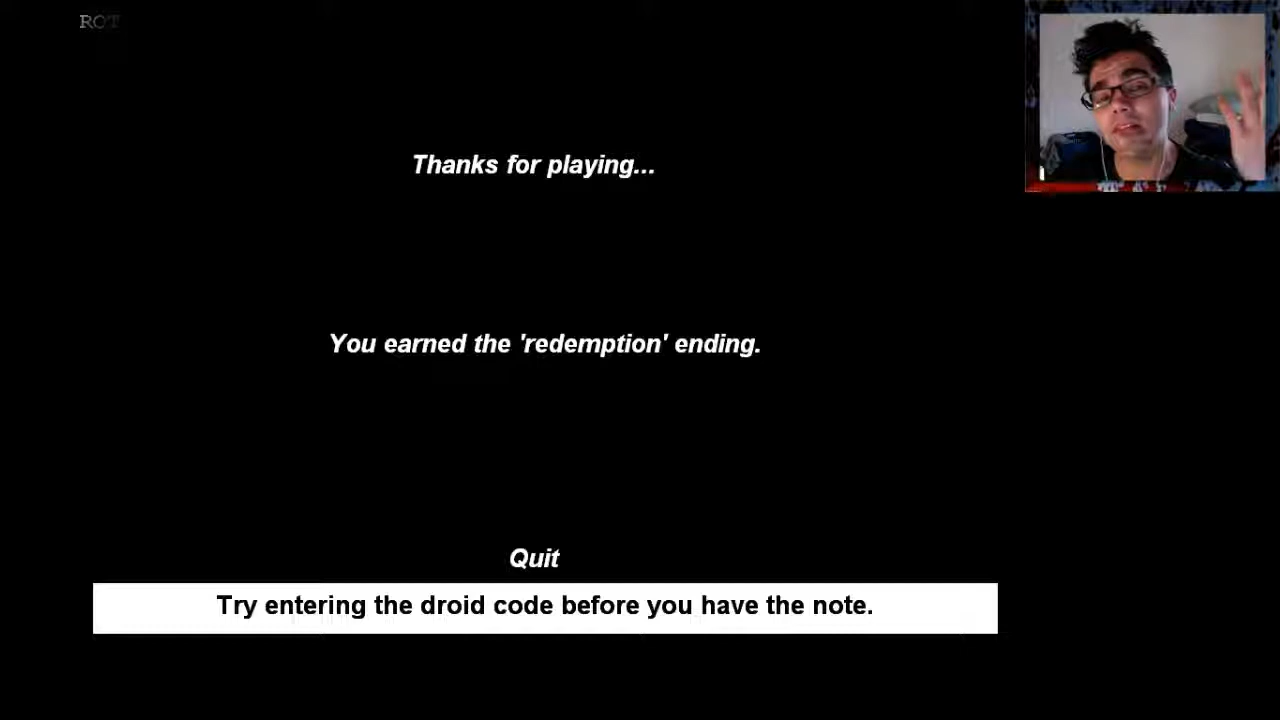 ROT
Thanks for playing...
You earned the 'redemption' ending.
Quit
Try entering the droid code before you have the note.